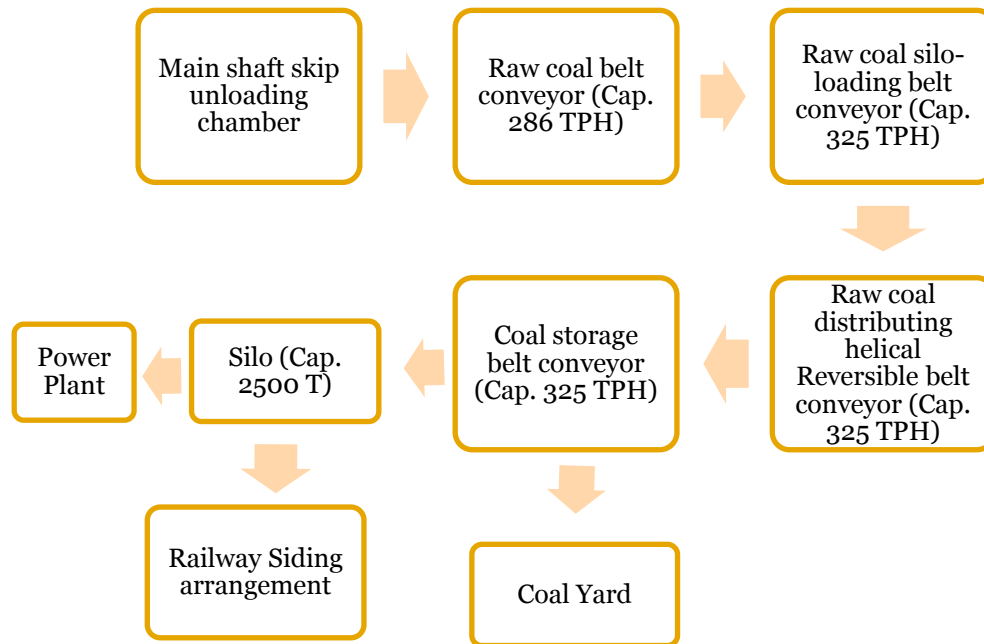 Main shaft skip
unloading
chamber
Raw coal belt
conveyor (Cap.
286 TPH)
Raw coal silo-
loading belt
conveyor (Cap.
325 TPH)
Raw coal
distributing
helical
Reversible belt
conveyor (Cap.
325 TPH)
Coal storage
belt conveyor
(Cap. 325 TPH)
Silo (Cap.
2500 T)
Power
Plant
Railway Siding
arrangement
Coal Yard